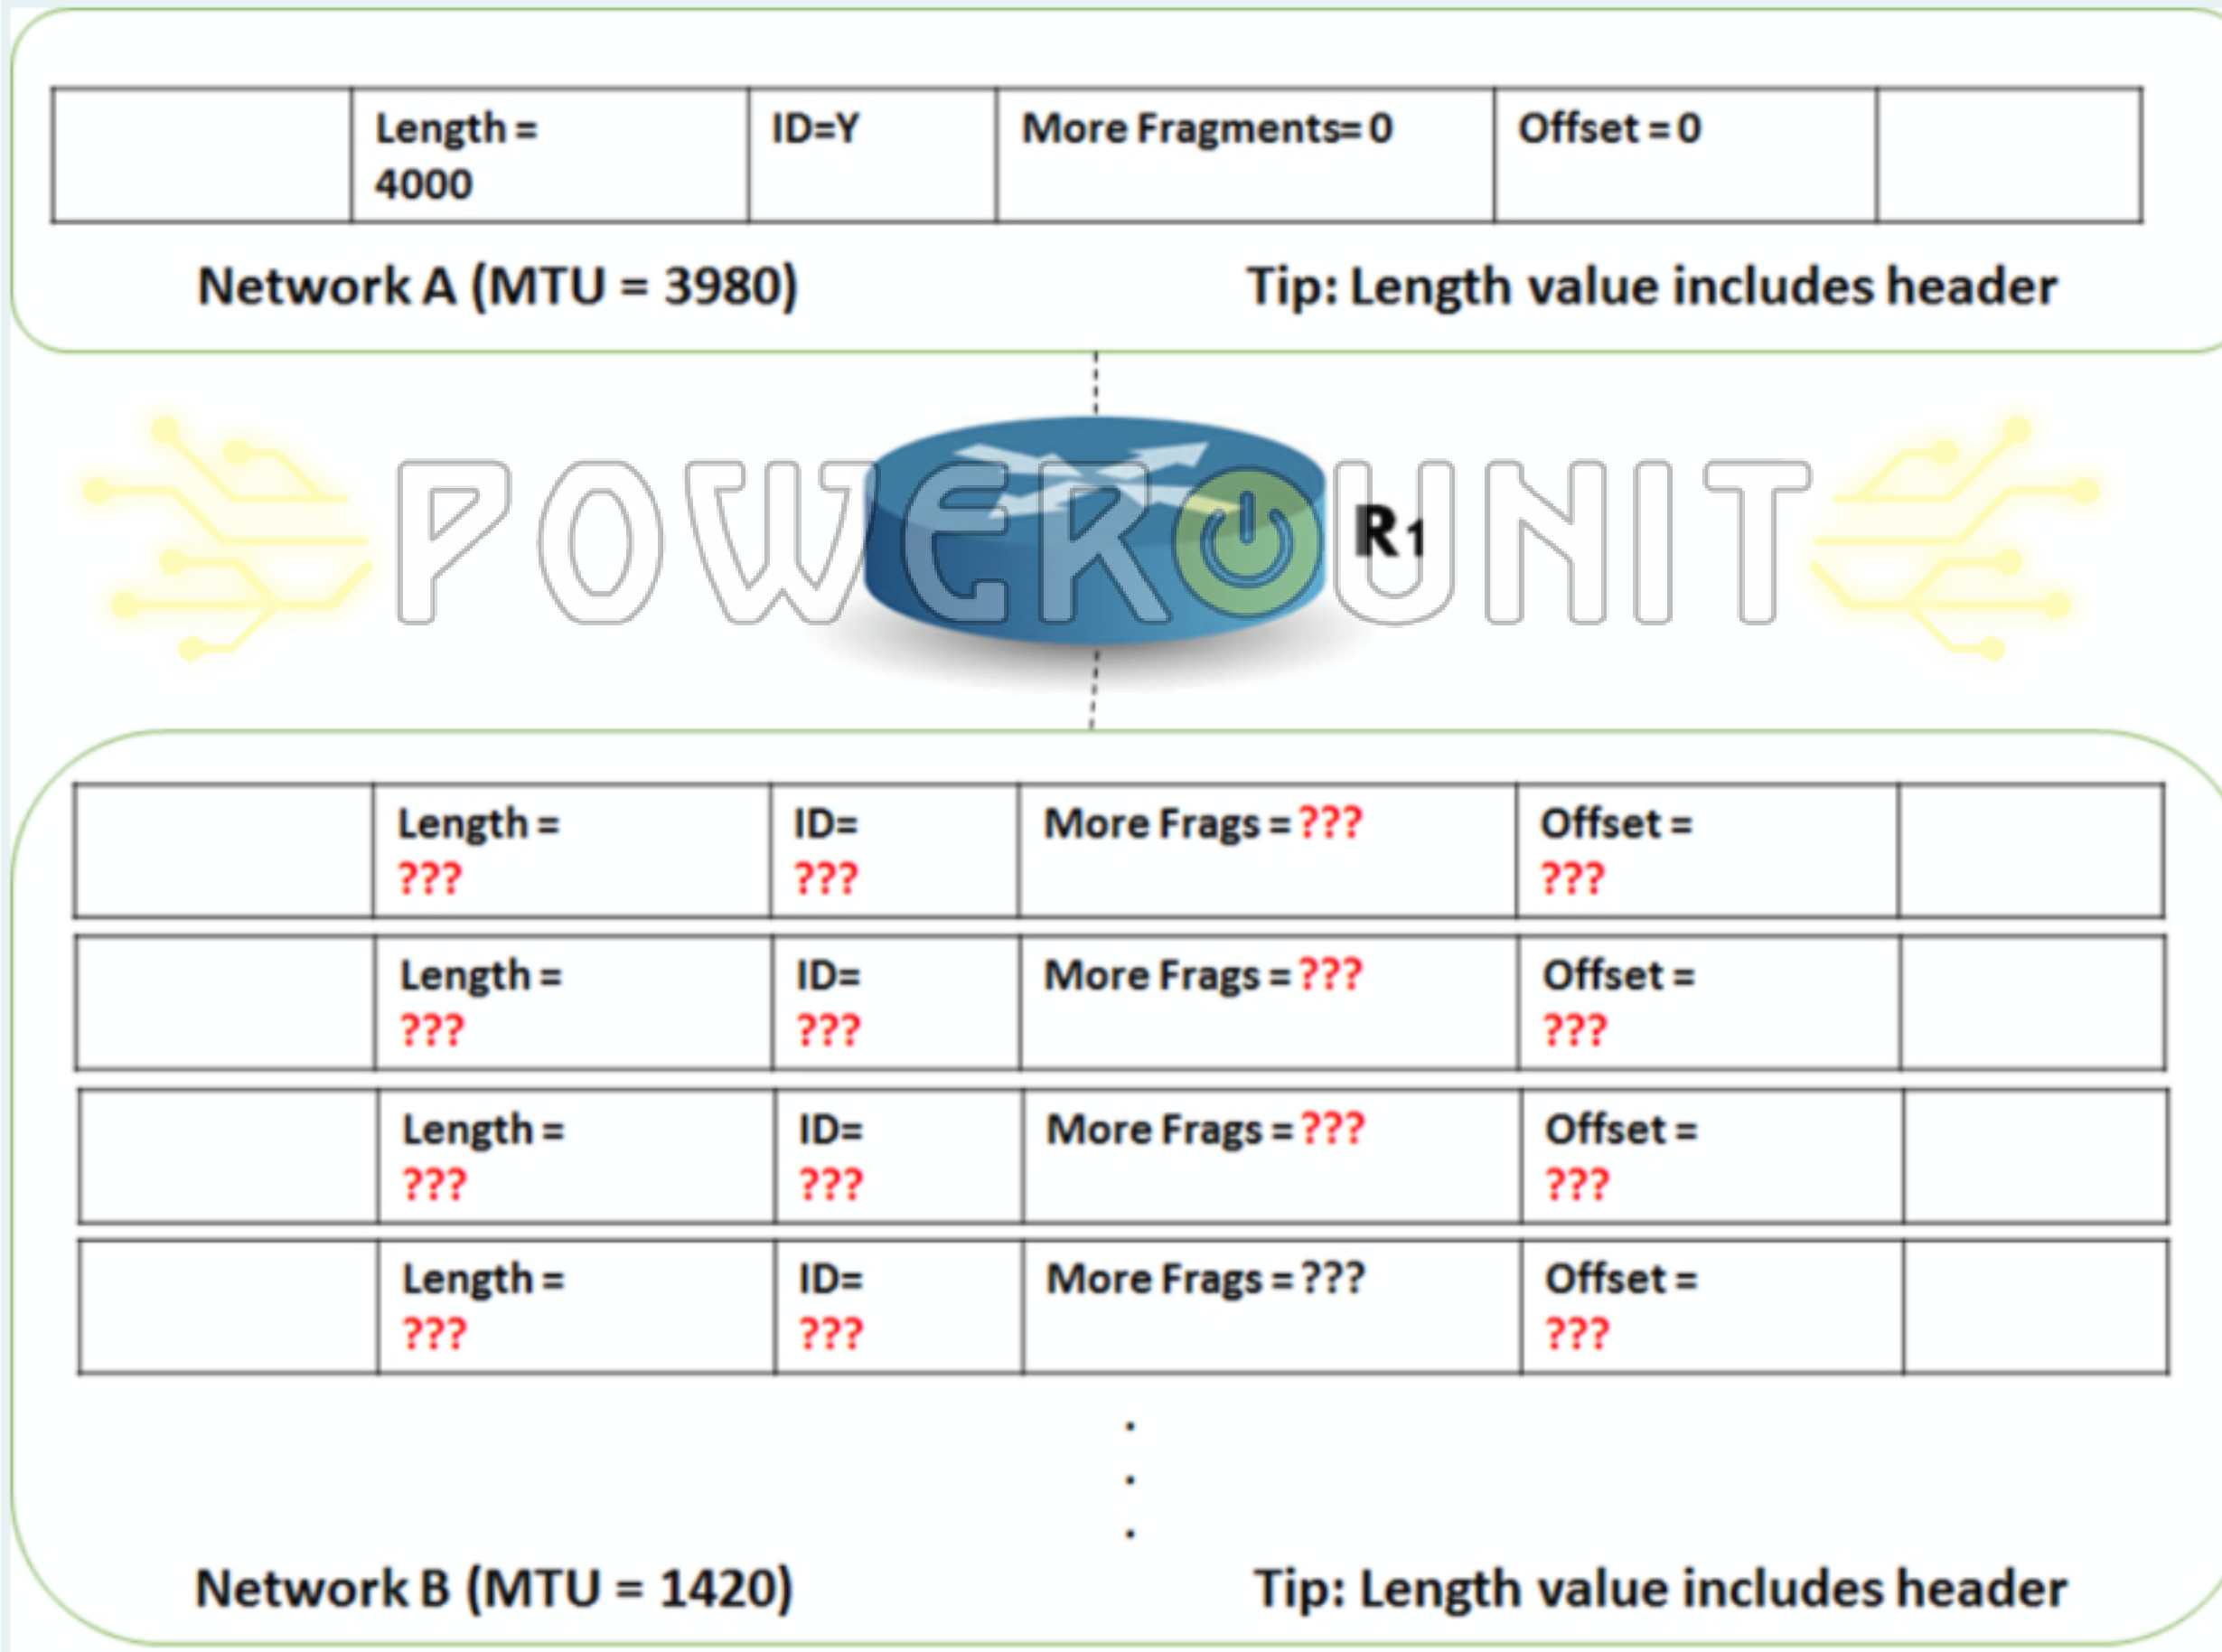 Length = 4000 ID=Y More Fragments= 0 Offset = 0
Network A (MTU = 3980) Tip: Length value includes header
POWER UNIT
R1
Length = ??? ID= ??? More Frags = ??? Offset = ???
Length = ??? ID= ??? More Frags = ??? Offset = ???
Length = ??? ID= ??? More Frags = ??? Offset = ???
Length = ??? ID= ??? More Frags = ??? Offset = ???
.
.
.
Network B (MTU = 1420) Tip: Length value includes header